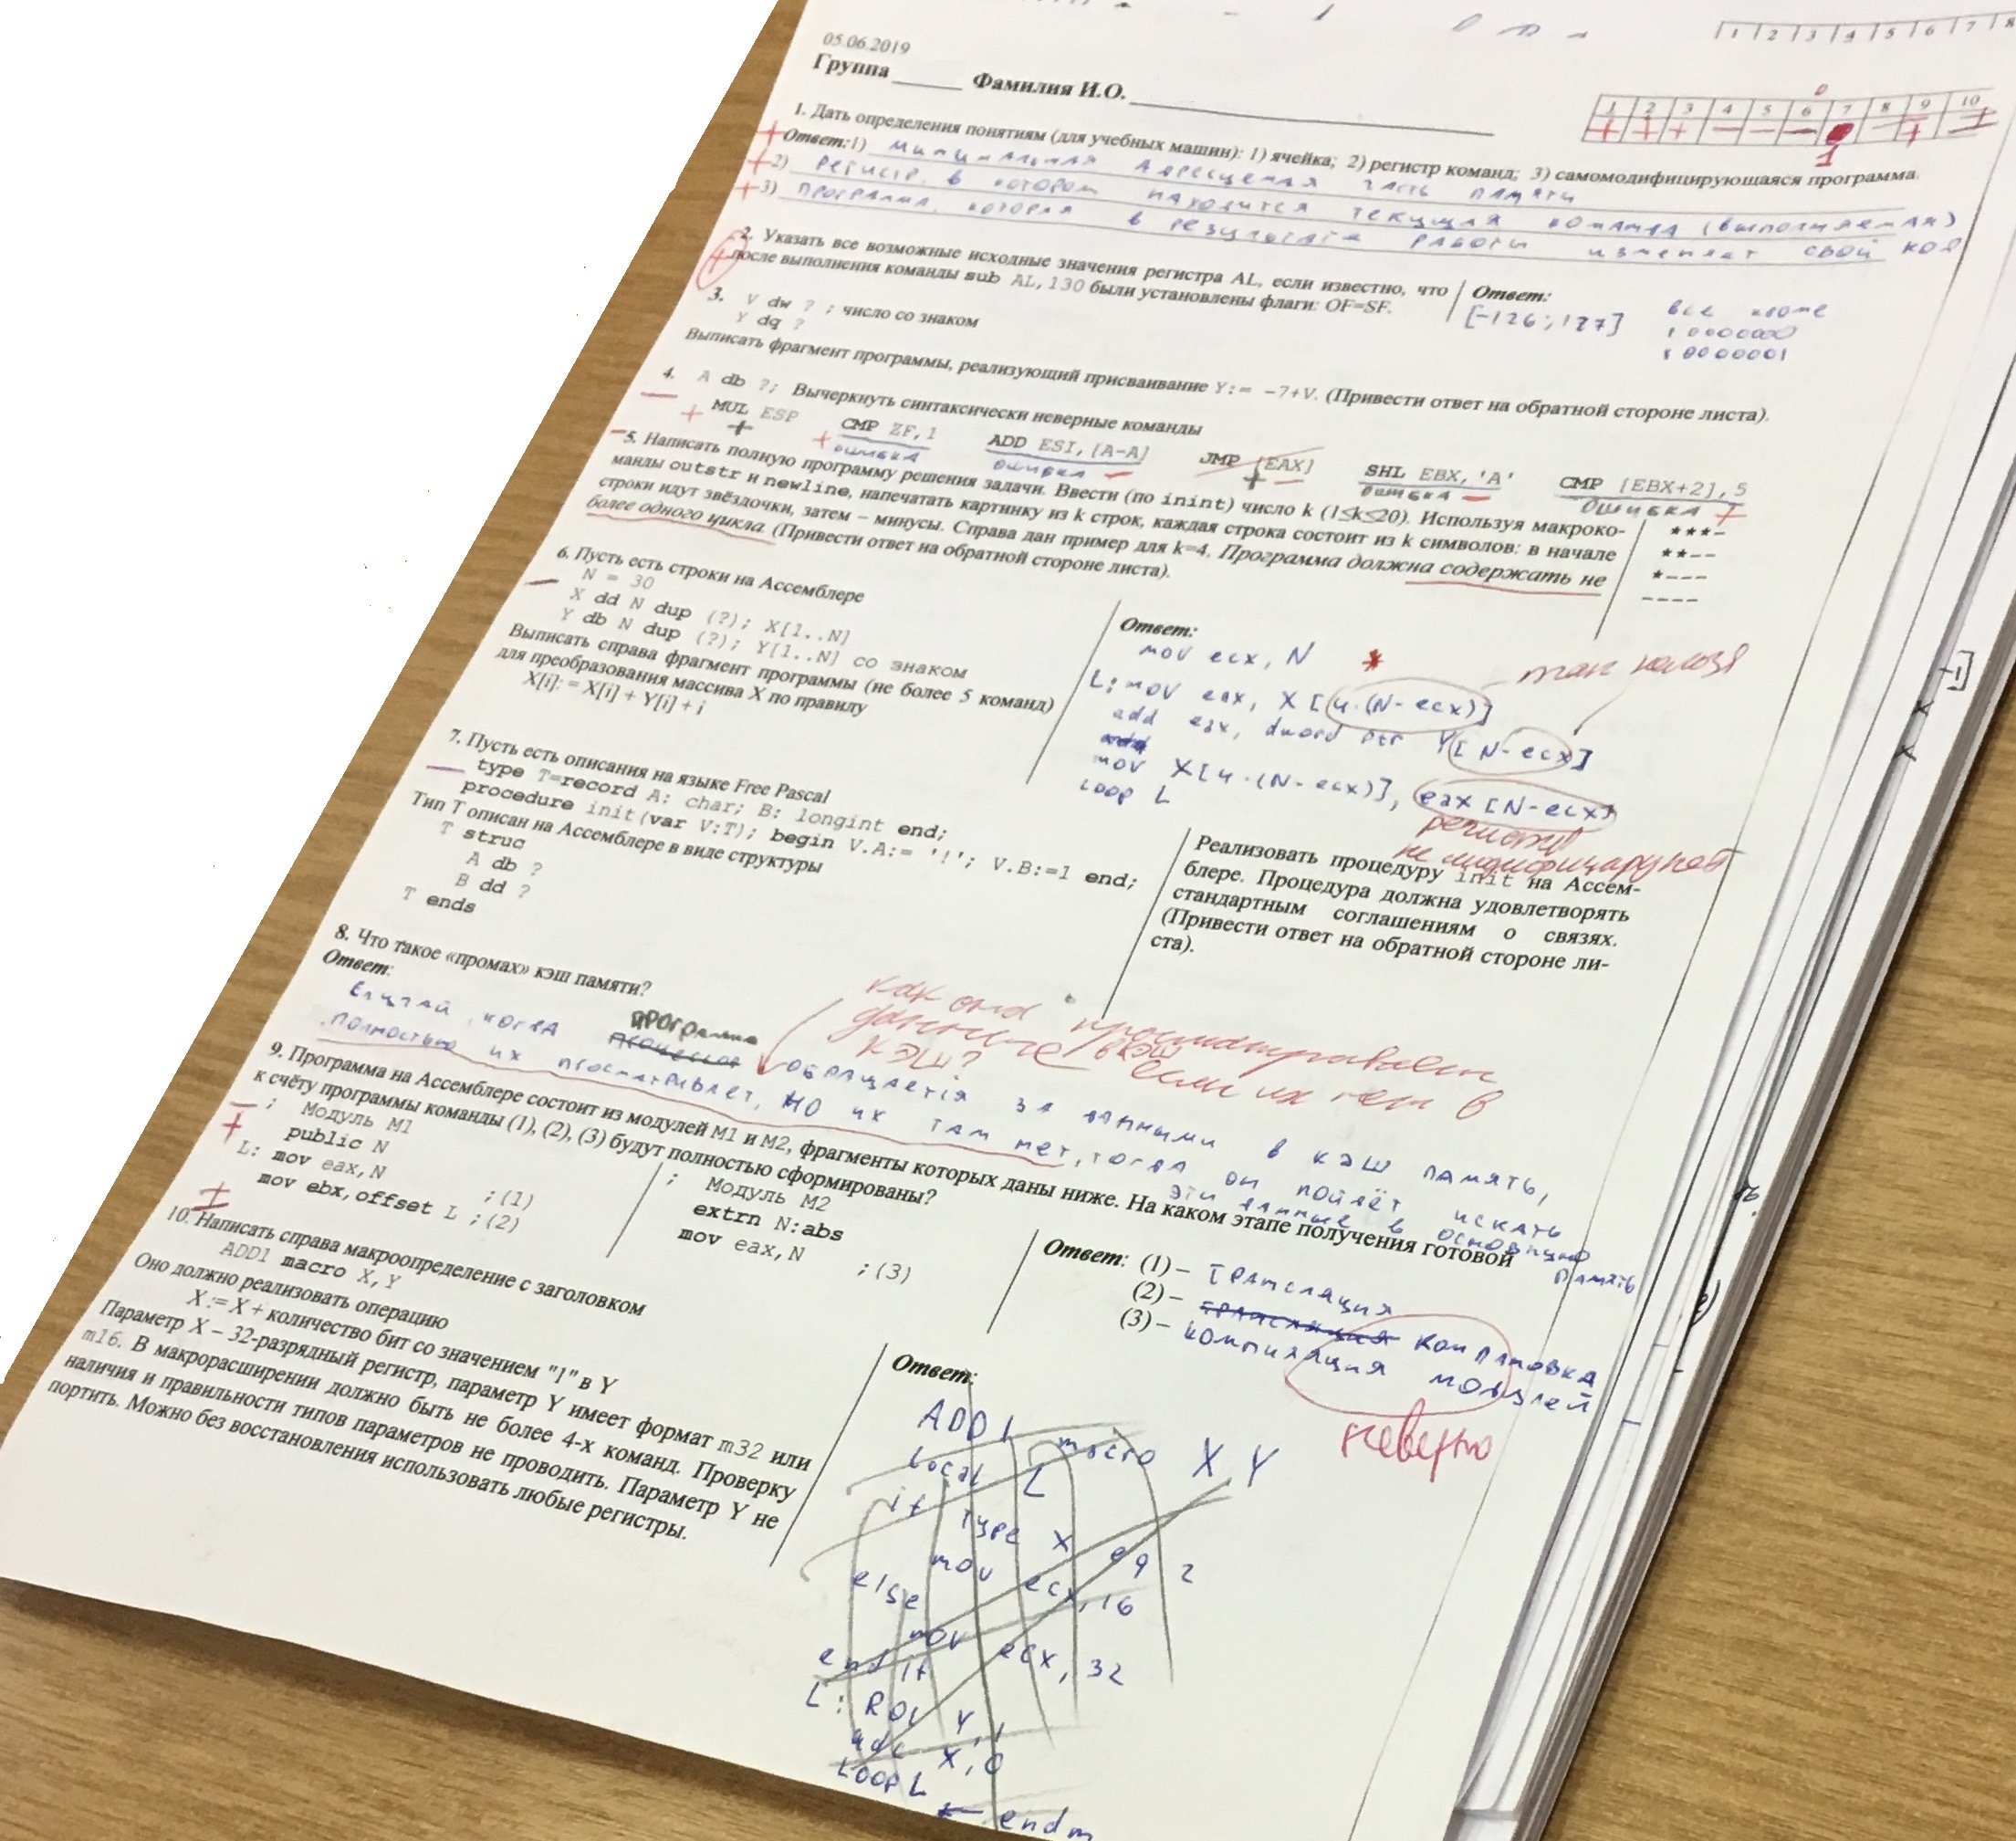 1 2 3 4 5 6 7 8
05.06.2019
Группа ______ Фамилия И.О. ______
1 2 3 4 5 6 7 8 9 10
+ + + − − − − + ±
1
1. Дать определения понятиям (для учебных машин): 1) ячейка; 2) регистр команд; 3) самомодифицирующаяся программа.
Ответ:1) минимальная адресуемая часть памяти
2) Регистр, в котором находится текущая команда (выполняемая)
3) программа, которая в результате работы изменяет свой код
2. Указать все возможные исходные значения регистра AL, если известно, что
после выполнения команды sub AL,130 были установлены флаги: OF=SF.
Ответ:
[-126;127]
все кроме
10000000
10000001
3. V dw ? ; число со знаком
Y dq ?
Выписать фрагмент программы, реализующий присваивание Y:= -7+V. (Привести ответ на обратной стороне листа).
4. A db ?; Вычеркнуть синтаксически неверные команды
MUL ESP CMP ZF,1 ADD ESI,[A-A] JMP [EAX] SHL EBX,'A' CMP [EBX+2],5
+ ошибка ошибка + ошибка ошибка
5. Написать полную программу решения задачи. Ввести (по inint) число k (1≤k≤20). Используя макроко-
манды outstr и newline, напечатать картинку из k строк, каждая строка состоит из k символов: в начале
строки идут звёздочки, затем – минусы. Справа дан пример для k=4. Программа должна содержать не
более одного цикла. (Привести ответ на обратной стороне листа).
***-
**--
*---
----
6. Пусть есть строки на Ассемблере
N = 30
X dd N dup (?); X[1..N]
Y db N dup (?); Y[1..N] со знаком
Выписать справа фрагмент программы (не более 5 команд)
для преобразования массива X по правилу
X[i]:= X[i] + Y[i] + i
Ответ:
mov ecx, N *
L: mov eax, X[4·(N-ecx)]
add eax, dword ptr Y[N-ecx]
mov X[4·(N-ecx)], eax[N-ecx]
loop L
так нельзя
регистр
не модифицируют
7. Пусть есть описания на языке Free Pascal
type T=record A: char; B: longint end;
procedure init(var V:T); begin V.A:= '!'; V.B:=1 end;
Тип T описан на Ассемблере в виде структуры
T struc
A db ?
B dd ?
T ends
Реализовать процедуру init на Ассем-
блере. Процедура должна удовлетворять
стандартным соглашениям о связях.
(Привести ответ на обратной стороне ли-
ста).
8. Что такое «промах» кэш памяти?
Ответ:
Случай, когда программа обращается за данными в кэш память,
полностью их просматривает, но их там нет, тогда он пойдёт искать
эти данные в основную память
как она просматривает
данные в кэш если их нет в
кэш?
9. Программа на Ассемблере состоит из модулей M1 и M2, фрагменты которых даны ниже. На каком этапе получения готовой
к счёту программы команды (1), (2), (3) будут полностью сформированы?
; Модуль M1
public N
L: mov eax,N ;(1)
mov ebx,offset L ;(2)
; Модуль M2
extrn N:abs
mov eax,N ;(3)
Ответ: (1) – трансляция
(2) – компановка
(3) – компиляция модулей
неверно
10. Написать справа макроопределение с заголовком
ADD1 macro X,Y
Оно должно реализовать операцию
X:= X + количество бит со значением "1" в Y
Параметр X – 32-разрядный регистр, параметр Y имеет формат m32 или
m16. В макрорасширении должно быть не более 4-х команд. Проверку
наличия и правильности типов параметров не проводить. Параметр Y не
портить. Можно без восстановления использовать любые регистры.
Ответ:
ADD1 macro X Y
local L
if type X eq 2
mov ecx, 16
else
mov ecx, 32
endif
L: ROL Y, 1
adc X, 0
loop L
endm